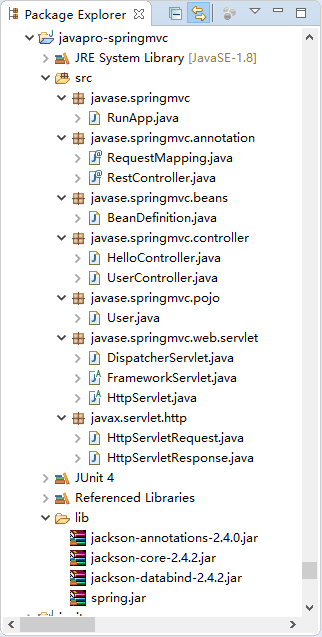 Package Explorer
javapro-springmvc
JRE System Library [JavaSE-1.8]
src
javase.springmvc
RunApp.java
javase.springmvc.annotation
RequestMapping.java
RestController.java
javase.springmvc.beans
BeanDefinition.java
javase.springmvc.controller
HelloController.java
UserController.java
javase.springmvc.pojo
User.java
javase.springmvc.web.servlet
DispatcherServlet.java
FrameworkServlet.java
HttpServlet.java
javax.servlet.http
HttpServletRequest.java
HttpServletResponse.java
JUnit 4
Referenced Libraries
lib
jackson-annotations-2.4.0.jar
jackson-core-2.4.2.jar
jackson-databind-2.4.2.jar
spring.jar